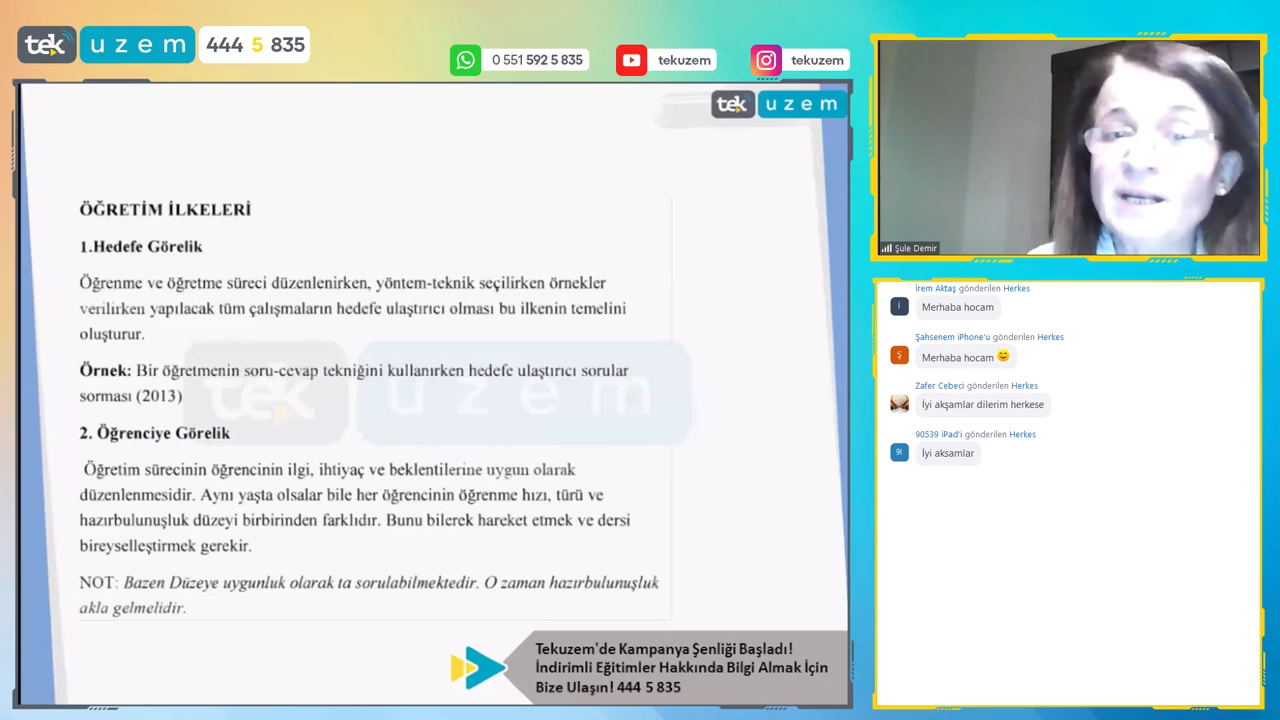 tek uzem 444 5 835
0 551 592 5 835
tekuzem
tekuzem
tek uzem
ÖĞRETİM İLKELERİ
1.Hedefe Görelik
Öğrenme ve öğretme süreci düzenlenirken, yöntem-teknik seçilirken örnekler
verilirken yapılacak tüm çalışmaların hedefe ulaştırıcı olması bu ilkenin temelini
oluşturur.
Örnek: Bir öğretmenin soru-cevap tekniğini kullanırken hedefe ulaştırıcı sorular
sorması (2013)
2. Öğrenciye Görelik
Öğretim sürecinin öğrencinin ilgi, ihtiyaç ve beklentilerine uygun olarak
düzenlenmesidir. Aynı yaşta olsalar bile her öğrencinin öğrenme hızı, türü ve
hazırbulunuşluk düzeyi birbirinden farklıdır. Bunu bilerek hareket etmek ve dersi
bireyselleştirmek gerekir.
NOT: Bazen Düzeye uygunluk olarak ta sorulabilmektedir. O zaman hazırbulunuşluk
akla gelmelidir.
tek uzem
Tekuzem'de Kampanya Şenliği Başladı!
İndirimli Eğitimler Hakkında Bilgi Almak İçin
Bize Ulaşın! 444 5 835
Şule Demir
İrem Aktaş gönderilen Herkes
İ
Merhaba hocam
Şahsenem iPhone'u gönderilen Herkes
Ş
Merhaba hocam 😊
Zafer Cebeci gönderilen Herkes
İyi akşamlar dilerim herkese
90539 iPad'i gönderilen Herkes
9İ
İyi aksamlar